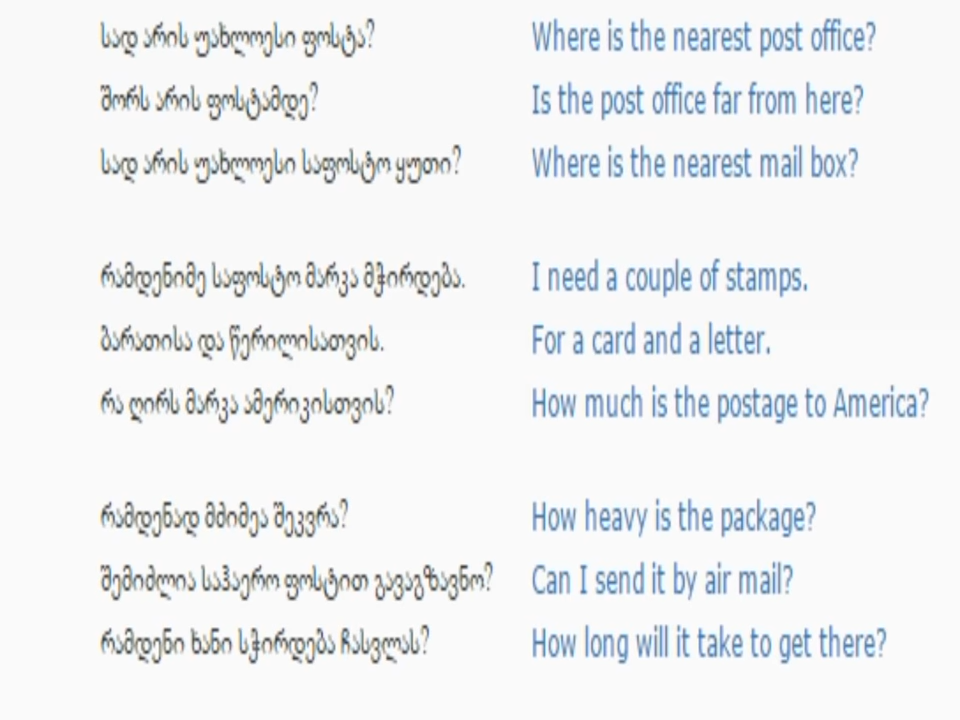 სად არის უახლოესი ფოსტა? Where is the nearest post office?
შორს არის ფოსტამდე? Is the post office far from here?
სად არის უახლოესი საფოსტო ყუთი? Where is the nearest mail box?
რამდენიმე საფოსტო მარკა მჭირდება. I need a couple of stamps.
ბარათისა და წერილისათვის. For a card and a letter.
რა ღირს მარკა ამერიკისთვის? How much is the postage to America?
რამდენად მძიმეა შეკვრა? How heavy is the package?
შემიძლია საჰაერო ფოსტით გავაგზავნო? Can I send it by air mail?
რამდენი ხანი სჭირდება ჩასვლას? How long will it take to get there?